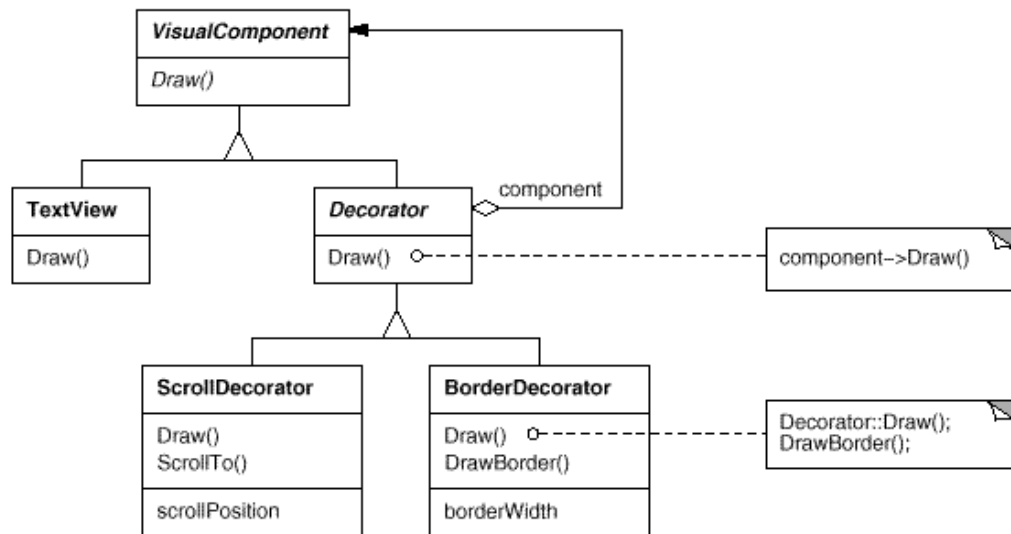 VisualComponent
Draw()
TextView
Draw()
Decorator
Draw()
component
component–>Draw()
ScrollDecorator
Draw()
ScrollTo()
scrollPosition
BorderDecorator
Draw()
DrawBorder()
borderWidth
Decorator::Draw();
DrawBorder();